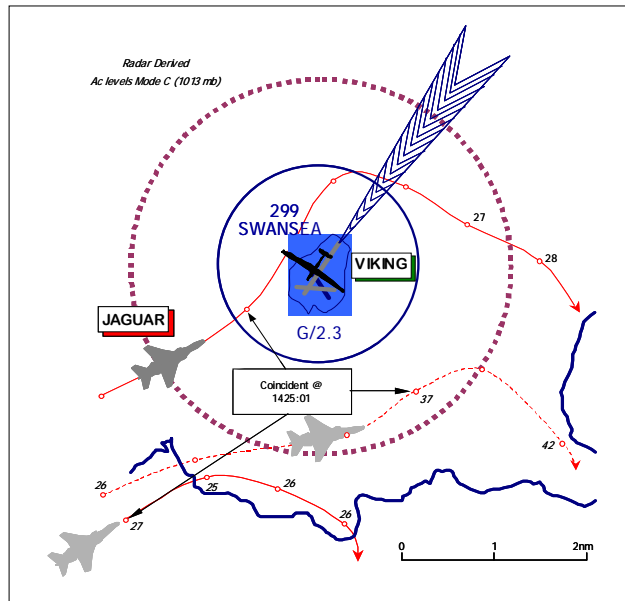 Radar Derived
Ac levels Mode C (1013 mb)
299
SWANSEA
27
VIKING
28
JAGUAR
G/2.3
Coincident @
1425:01
37
42
26
25
26
27
26
0 1 2nm